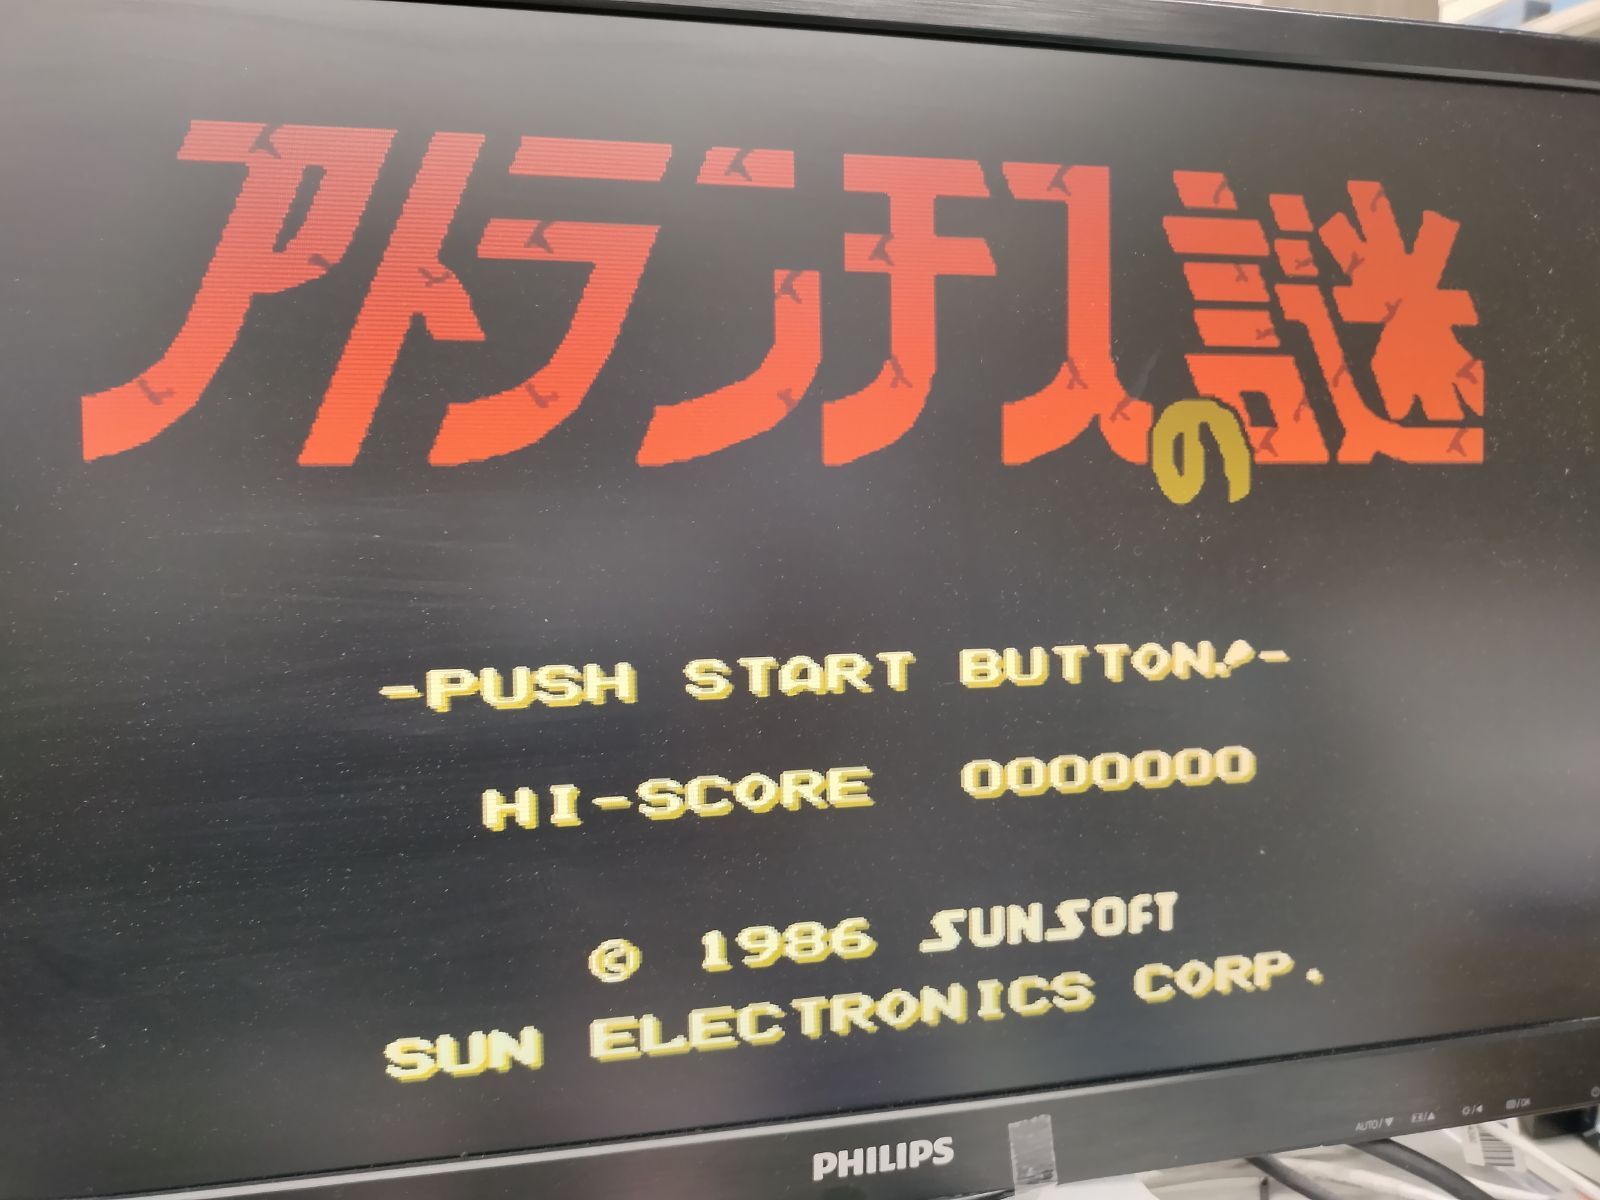 アトランチスの謎
-PUSH START BUTTON!-
HI-SCORE 0000000
© 1986 SUNSOFT
SUN ELECTRONICS CORP.
PHILIPS
AUTO/▼